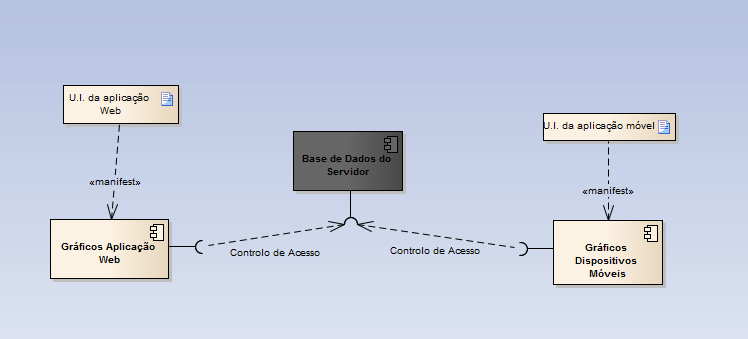 U.I. da aplicação
Web
U.I. da aplicação móvel
Base de Dados do
Servidor
«manifest»
«manifest»
Gráficos Aplicação
Web
Controlo de Acesso
Controlo de Acesso
Gráficos
Dispositivos
Móveis